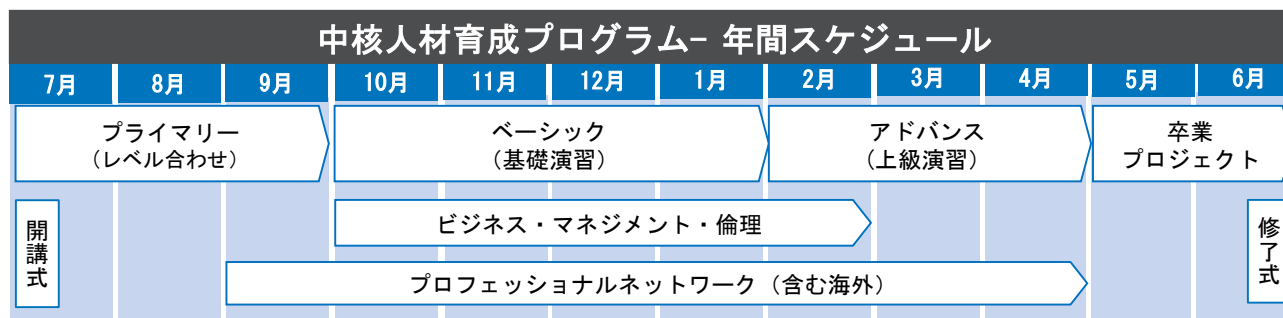 中核人材育成プログラム- 年間スケジュール
7月 8月 9月 10月 11月 12月 1月 2月 3月 4月 5月 6月
プライマリー
(レベル合わせ)
ベーシック
(基礎演習)
アドバンス
(上級演習)
卒業
プロジェクト
開講式
ビジネス・マネジメント・倫理
修了式
プロフェッショナルネットワーク(含む海外)